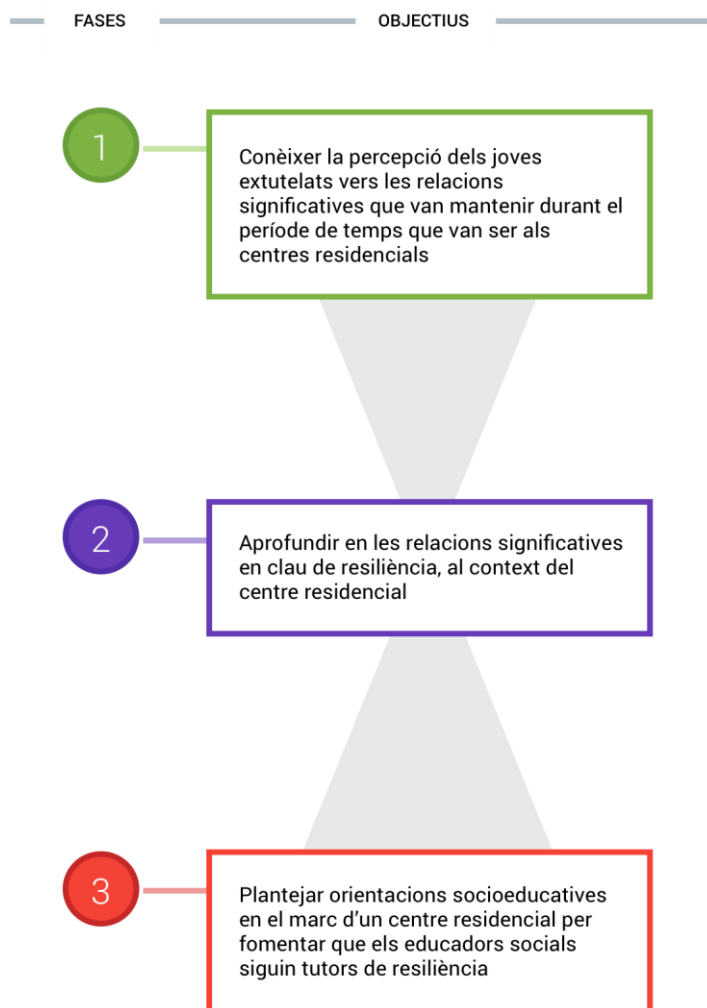 FASES
OBJECTIUS
1
Conèixer la percepció dels joves
extutelats vers les relacions
significatives que van mantenir durant el
període de temps que van ser als
centres residencials
2
Aprofundir en les relacions significatives
en clau de resiliència, al context del
centre residencial
3
Plantejar orientacions socioeducatives
en el marc d'un centre residencial per
fomentar que els educadors socials
siguin tutors de resiliència